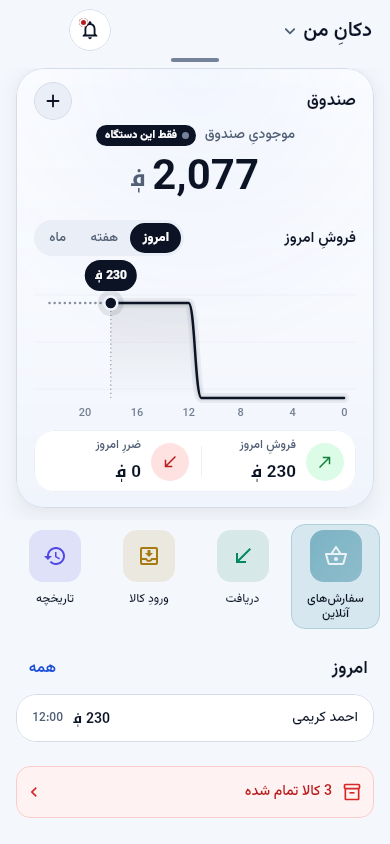 دکانِ من
صندوق
موجودیِ صندوق
فقط این دستگاه
2,077 ؋
فروشِ امروز
امروز
هفته
ماه
230 ؋
0 4 8 12 16 20
فروشِ امروز
230 ؋
ضررِ امروز
0 ؋
سفارش‌های
آنلاین
دریافت
ورودِ کالا
تاریخچه
امروز
همه
احمد کریمی
230 ؋
12:00
3 کالا تمام شده